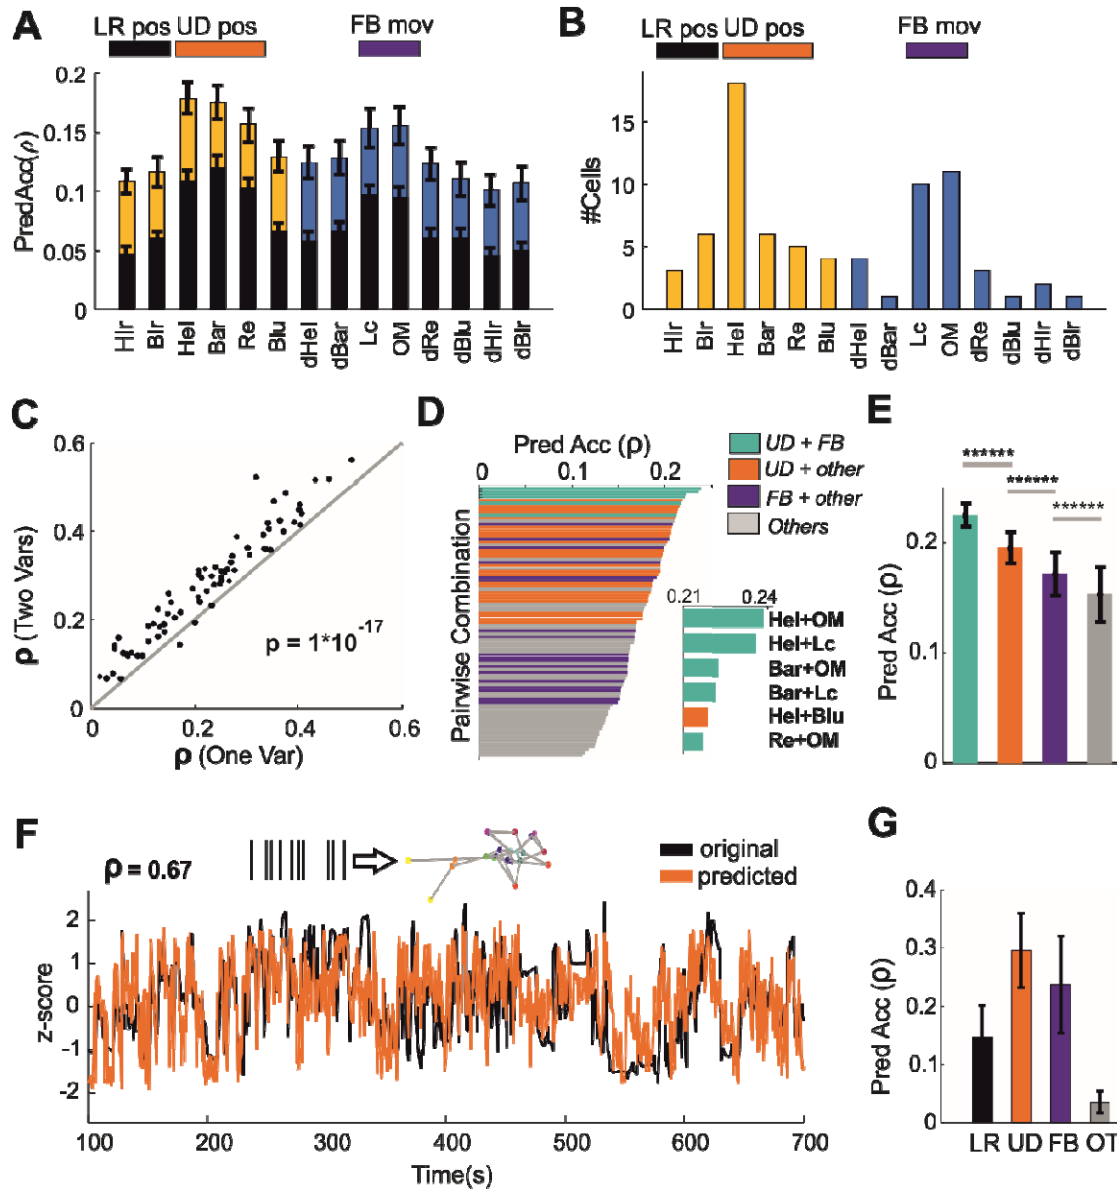 A
LR pos UD pos FB mov
PredAcc(ρ)
0.2
0.15
0.1
0.05
0
Hlr Blr Hel Bar Re Blu dHel dBar Lc OM dRe dBlu dHlr dBlr
B
LR pos UD pos FB mov
#Cells
15
10
5
0
Hlr Blr Hel Bar Re Blu dHel dBar Lc OM dRe dBlu dHlr dBlr
C
ρ (Two Vars)
0.6
0.4
0.2
0
p = 1*10^-17
0 0.2 0.4 0.6
ρ (One Var)
D
Pred Acc (ρ)
0 0.1 0.2
Pairwise Combination
UD + FB
UD + other
FB + other
Others
0.21 0.24
Hel+OM
Hel+Lc
Bar+OM
Bar+Lc
Hel+Blu
Re+OM
E
******
******
******
Pred Acc (ρ)
0.2
0.1
0
F
ρ = 0.67
original
predicted
z-score
2
1
0
-1
-2
100 200 300 400 500 600 700
Time(s)
G
Pred Acc (ρ)
0.4
0.3
0.2
0.1
0
LR UD FB OT